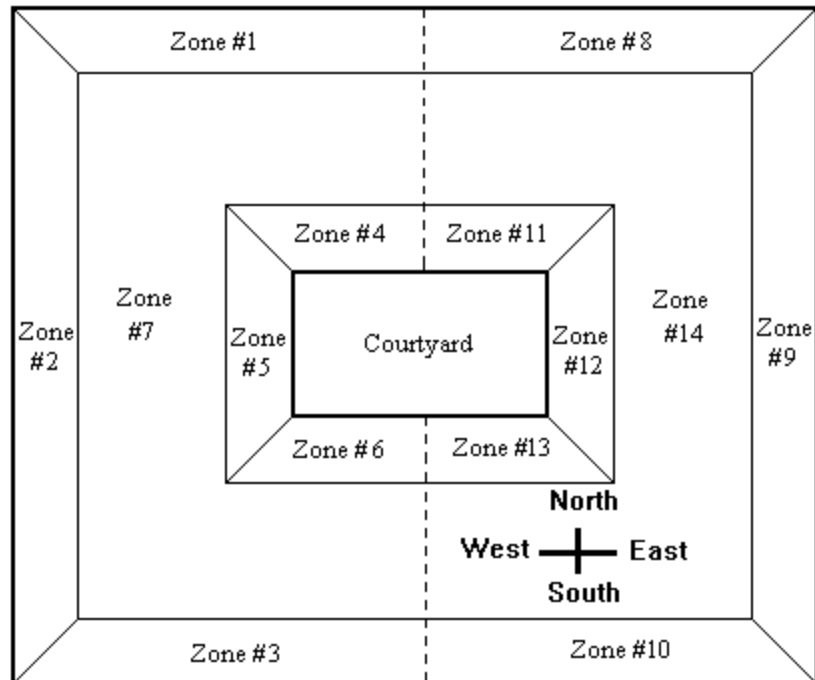 Zone #1
Zone #8
Zone #4
Zone #11
Zone
#7
Zone
#14
Zone
#2
Zone
#5
Courtyard
Zone
#12
Zone
#9
Zone #6
Zone #13
North
West
East
South
Zone #3
Zone #10